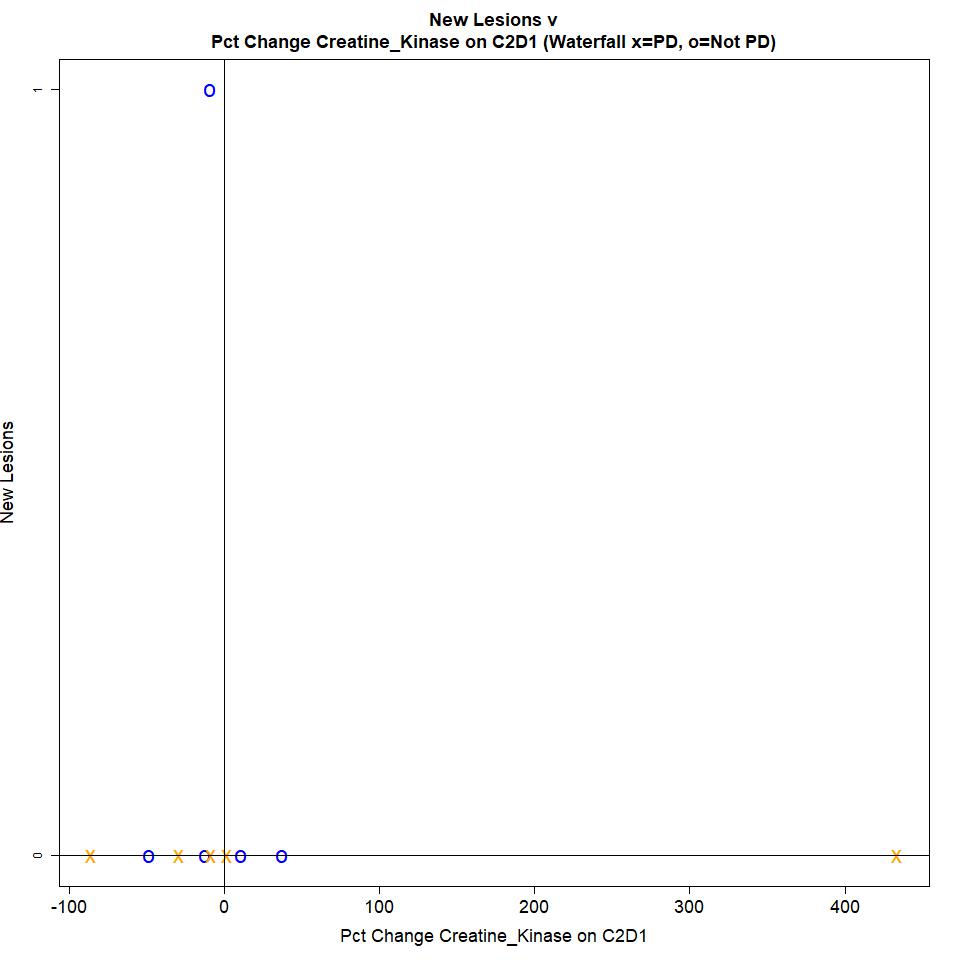 New Lesions v
Pct Change Creatine_Kinase on C2D1 (Waterfall x=PD, o=Not PD)
1
New Lesions
0
o
x o x o x x o o x
-100 0 100 200 300 400
Pct Change Creatine_Kinase on C2D1